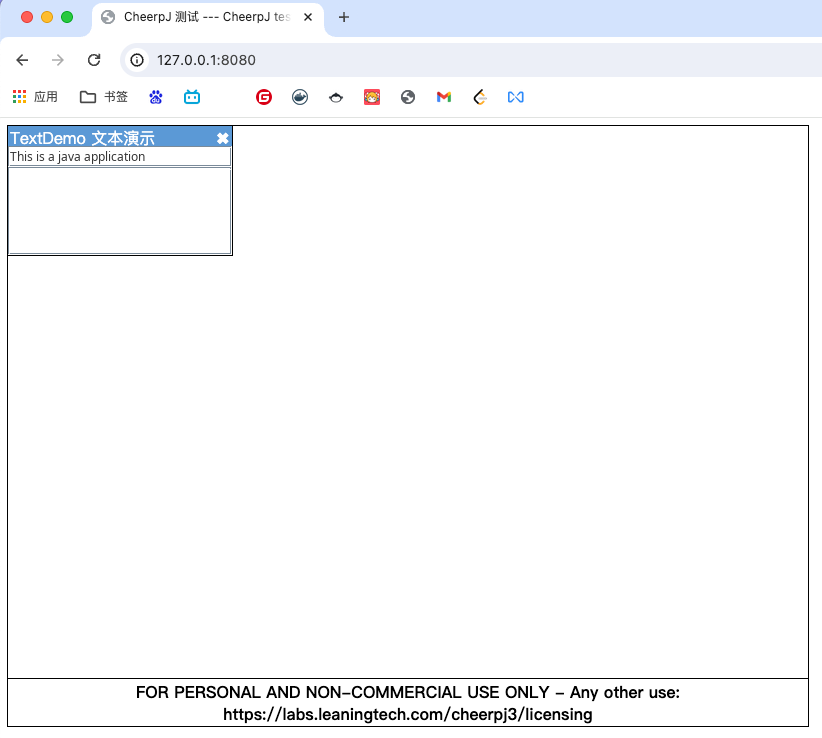 CheerpJ 测试 --- CheerpJ tes
127.0.0.1:8080
应用 书签
TextDemo 文本演示
This is a java application
FOR PERSONAL AND NON-COMMERCIAL USE ONLY - Any other use:
https://labs.leaningtech.com/cheerpj3/licensing